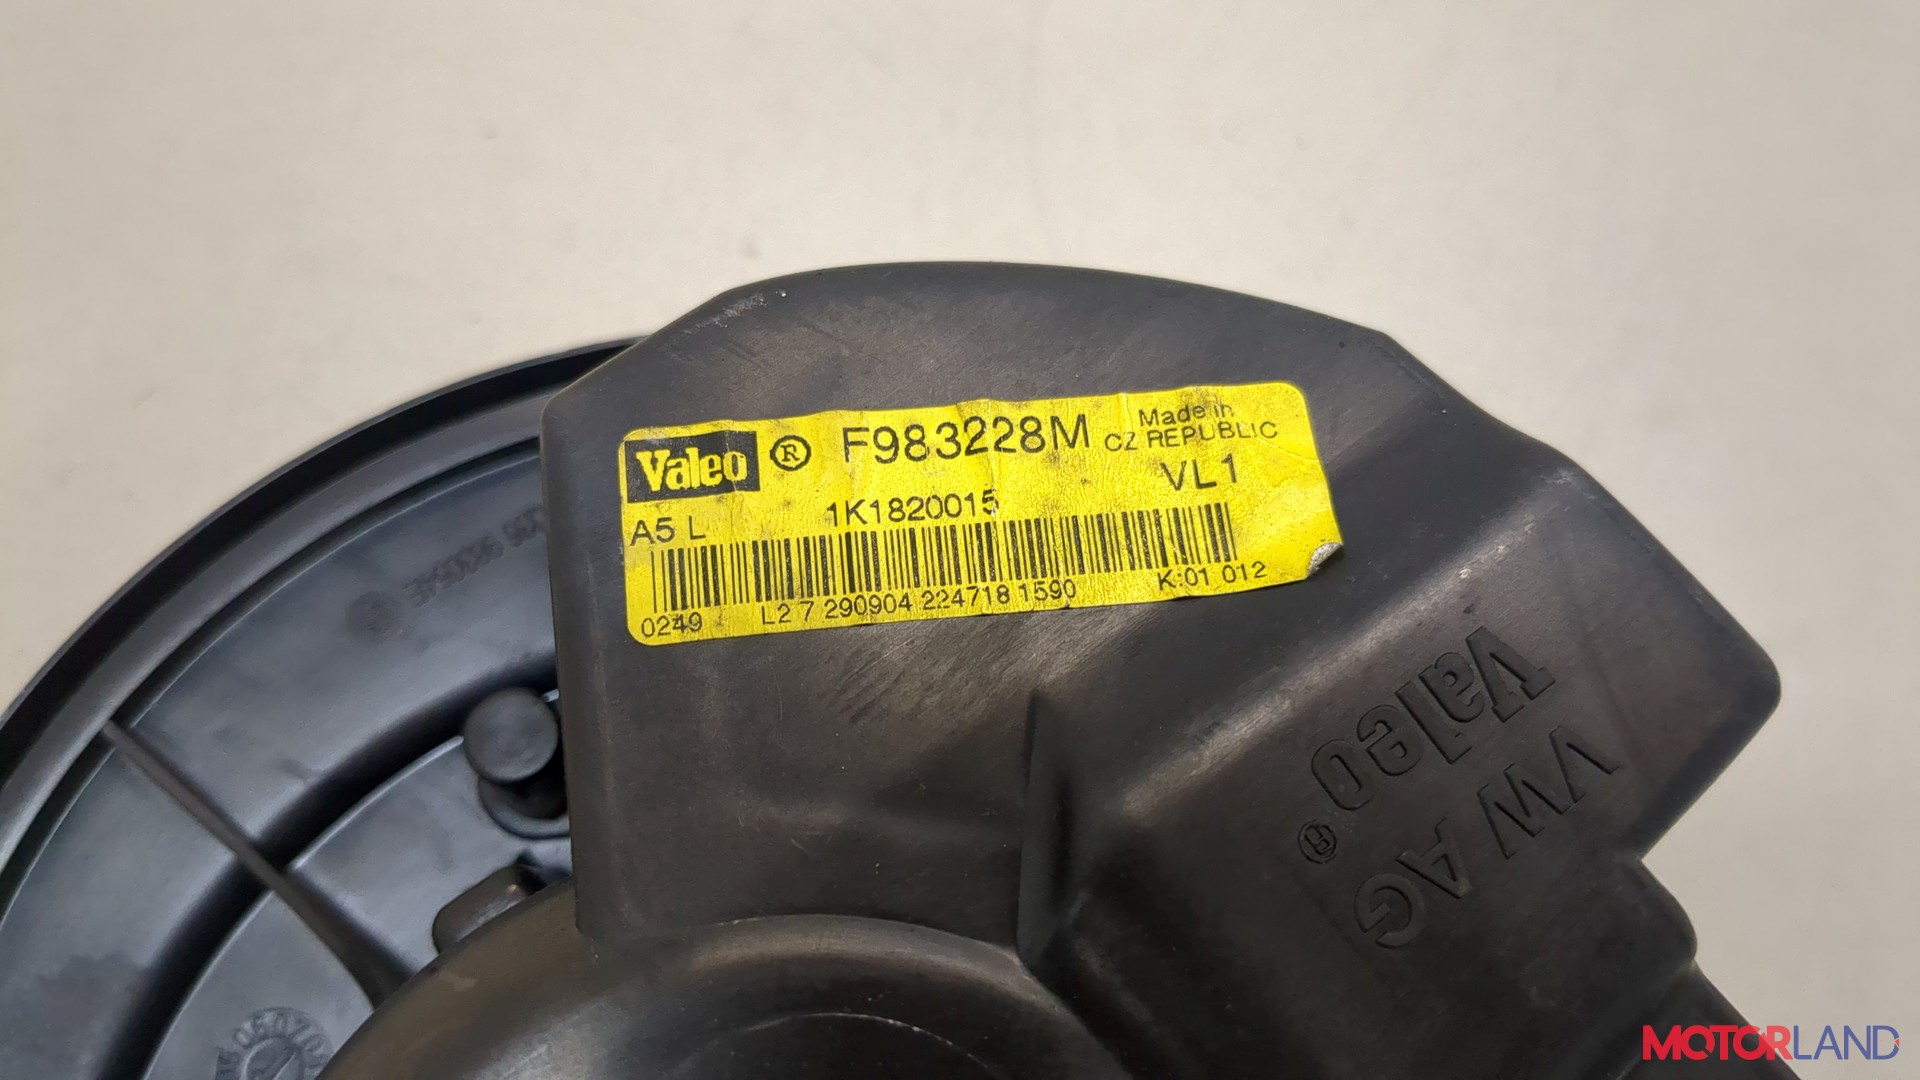 Valeo ® F983228M Made in
CZ REPUBLIC
A5 L 1K1820015 VL1
0249 L2 7 290904 224718 1590 K:01 012
Valeo ®
VW AG
MOTORLAND